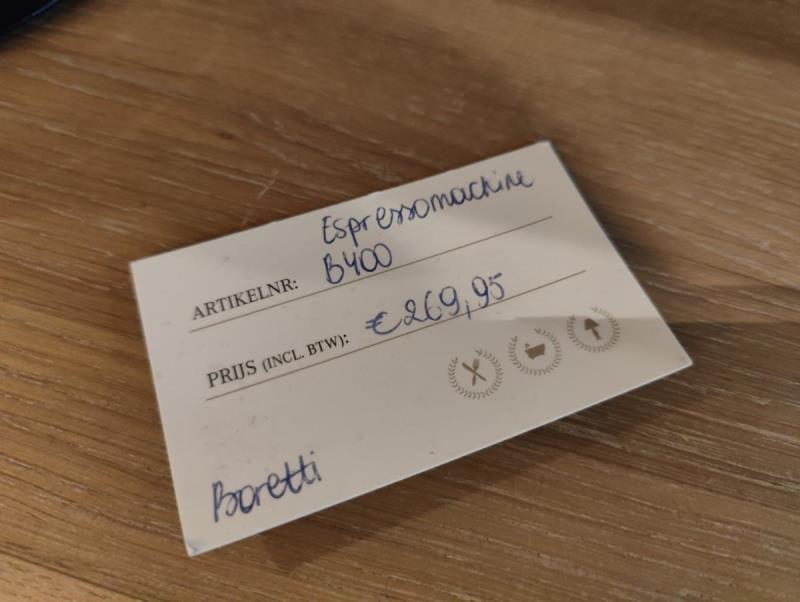 Espressomachine
ARTIKELNR: B400
PRIJS (INCL. BTW): €269,95
Boretti